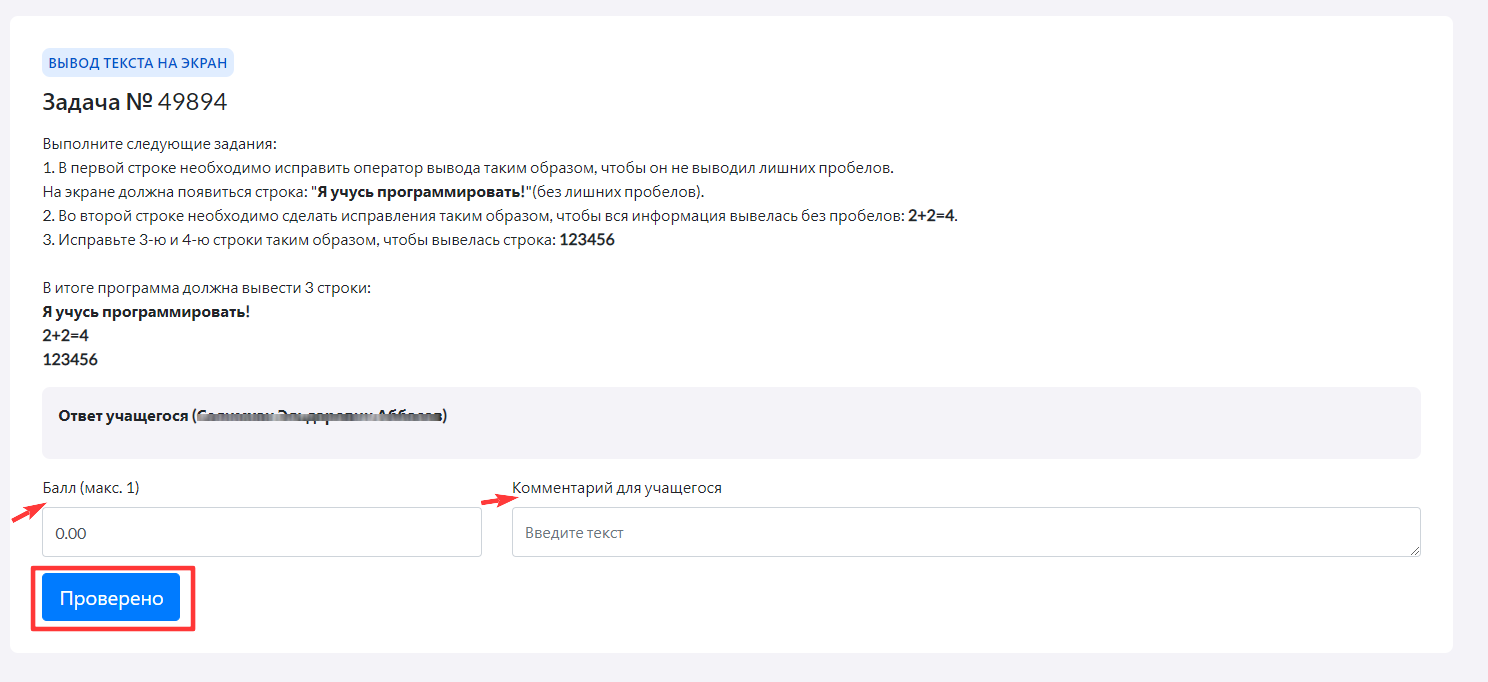 ВЫВОД ТЕКСТА НА ЭКРАН
Задача № 49894
Выполните следующие задания:
1. В первой строке необходимо исправить оператор вывода таким образом, чтобы он не выводил лишних пробелов.
На экране должна появиться строка: "Я учусь программировать!"(без лишних пробелов).
2. Во второй строке необходимо сделать исправления таким образом, чтобы вся информация вывелась без пробелов: 2+2=4.
3. Исправьте 3-ю и 4-ю строки таким образом, чтобы вывелась строка: 123456
В итоге программа должна вывести 3 строки:
Я учусь программировать!
2+2=4
123456
Ответ учащегося ()
Балл (макс. 1)
Комментарий для учащегося
0.00
Введите текст
Проверено